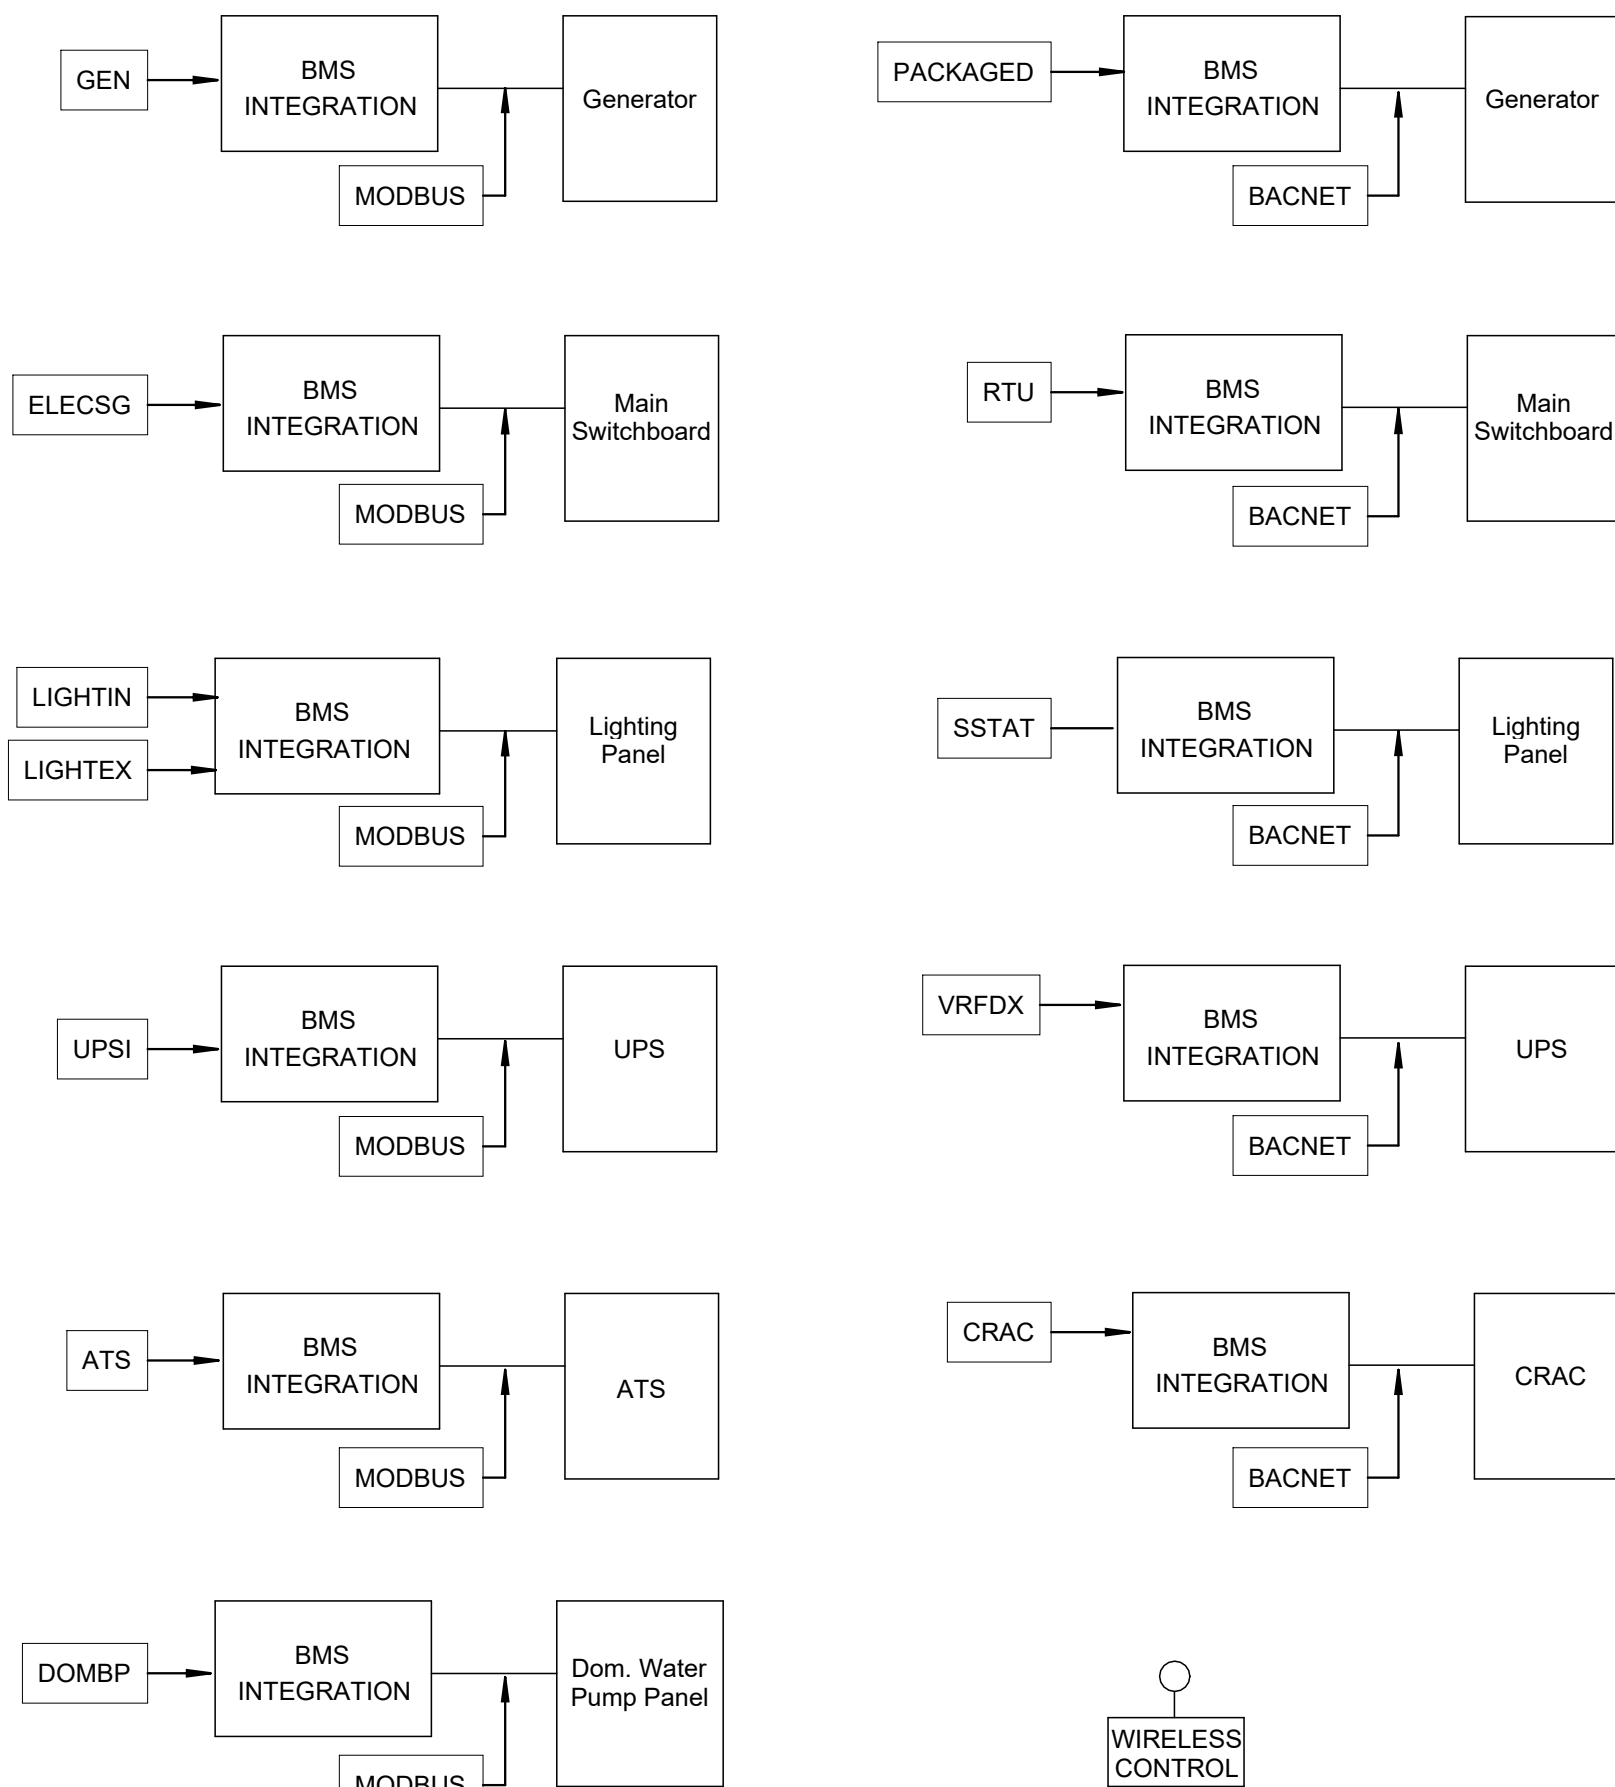 GEN
BMS
INTEGRATION
Generator
MODBUS
PACKAGED
BMS
INTEGRATION
Generator
BACNET
ELECSG
BMS
INTEGRATION
Main
Switchboard
MODBUS
RTU
BMS
INTEGRATION
Main
Switchboard
BACNET
LIGHTIN
LIGHTEX
BMS
INTEGRATION
Lighting
Panel
MODBUS
SSTAT
BMS
INTEGRATION
Lighting
Panel
BACNET
UPSI
BMS
INTEGRATION
UPS
MODBUS
VRFDX
BMS
INTEGRATION
UPS
BACNET
ATS
BMS
INTEGRATION
ATS
MODBUS
CRAC
BMS
INTEGRATION
CRAC
BACNET
DOMBP
BMS
INTEGRATION
Dom. Water
Pump Panel
MODBUS
WIRELESS
CONTROL